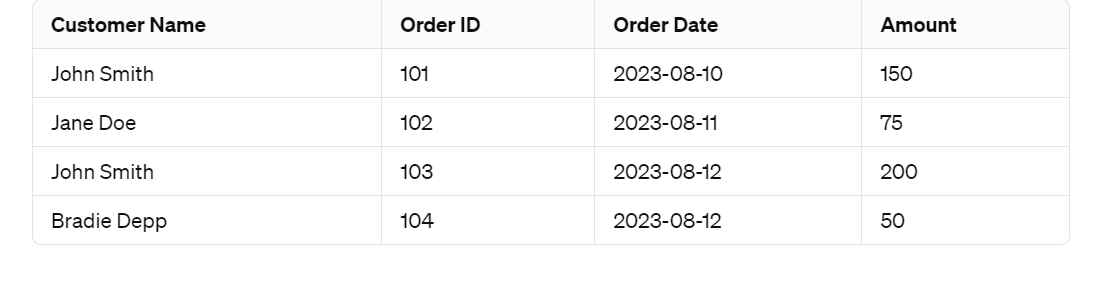 Customer Name Order ID Order Date Amount
John Smith 101 2023-08-10 150
Jane Doe 102 2023-08-11 75
John Smith 103 2023-08-12 200
Bradie Depp 104 2023-08-12 50